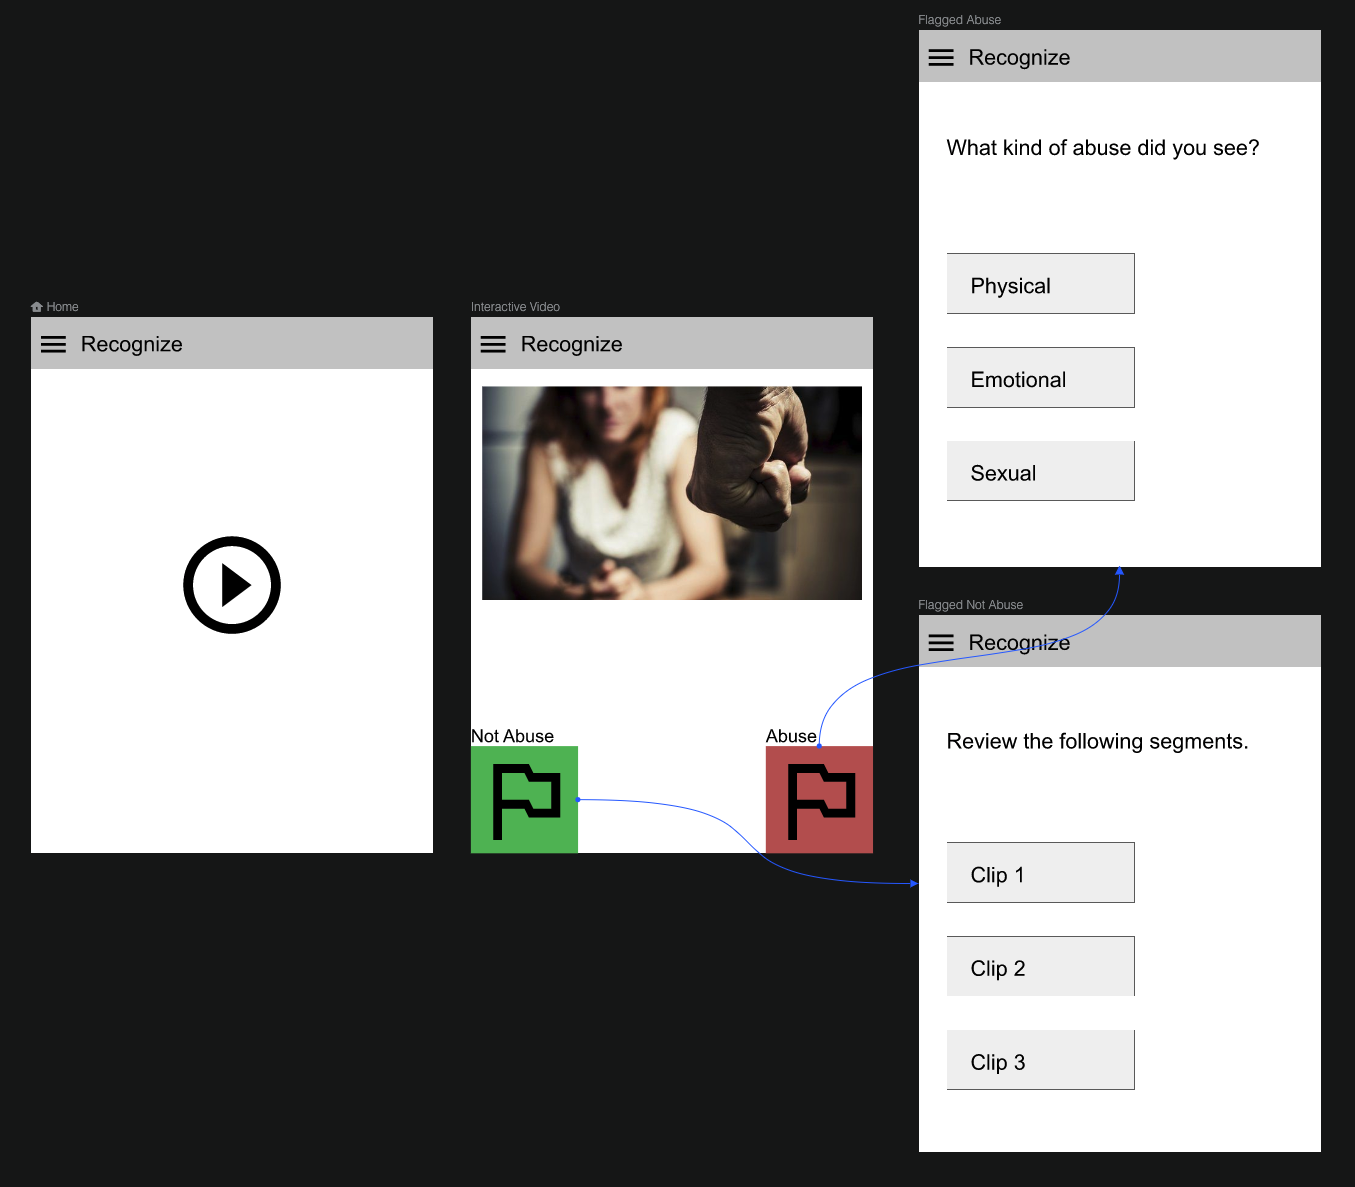 Home
Recognize
Interactive Video
Recognize
Not Abuse
Abuse
Flagged Abuse
Recognize
What kind of abuse did you see?
Physical
Emotional
Sexual
Flagged Not Abuse
Recognize
Review the following segments.
Clip 1
Clip 2
Clip 3